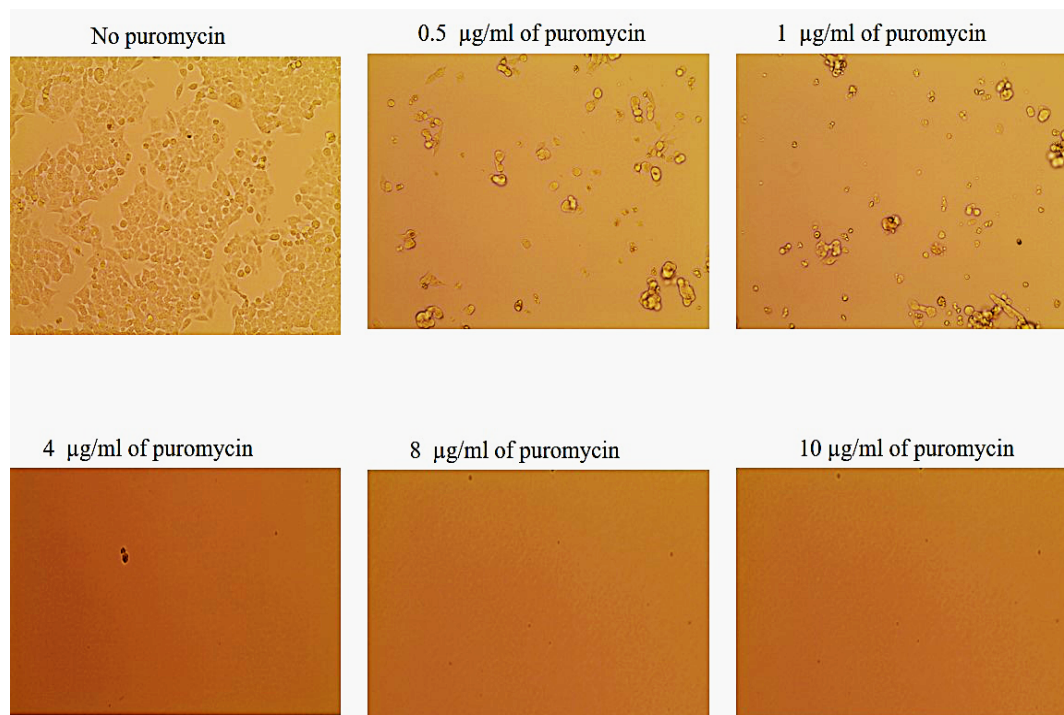 No puromycin
0.5 µg/ml of puromycin
1 µg/ml of puromycin
4 µg/ml of puromycin
8 µg/ml of puromycin
10 µg/ml of puromycin